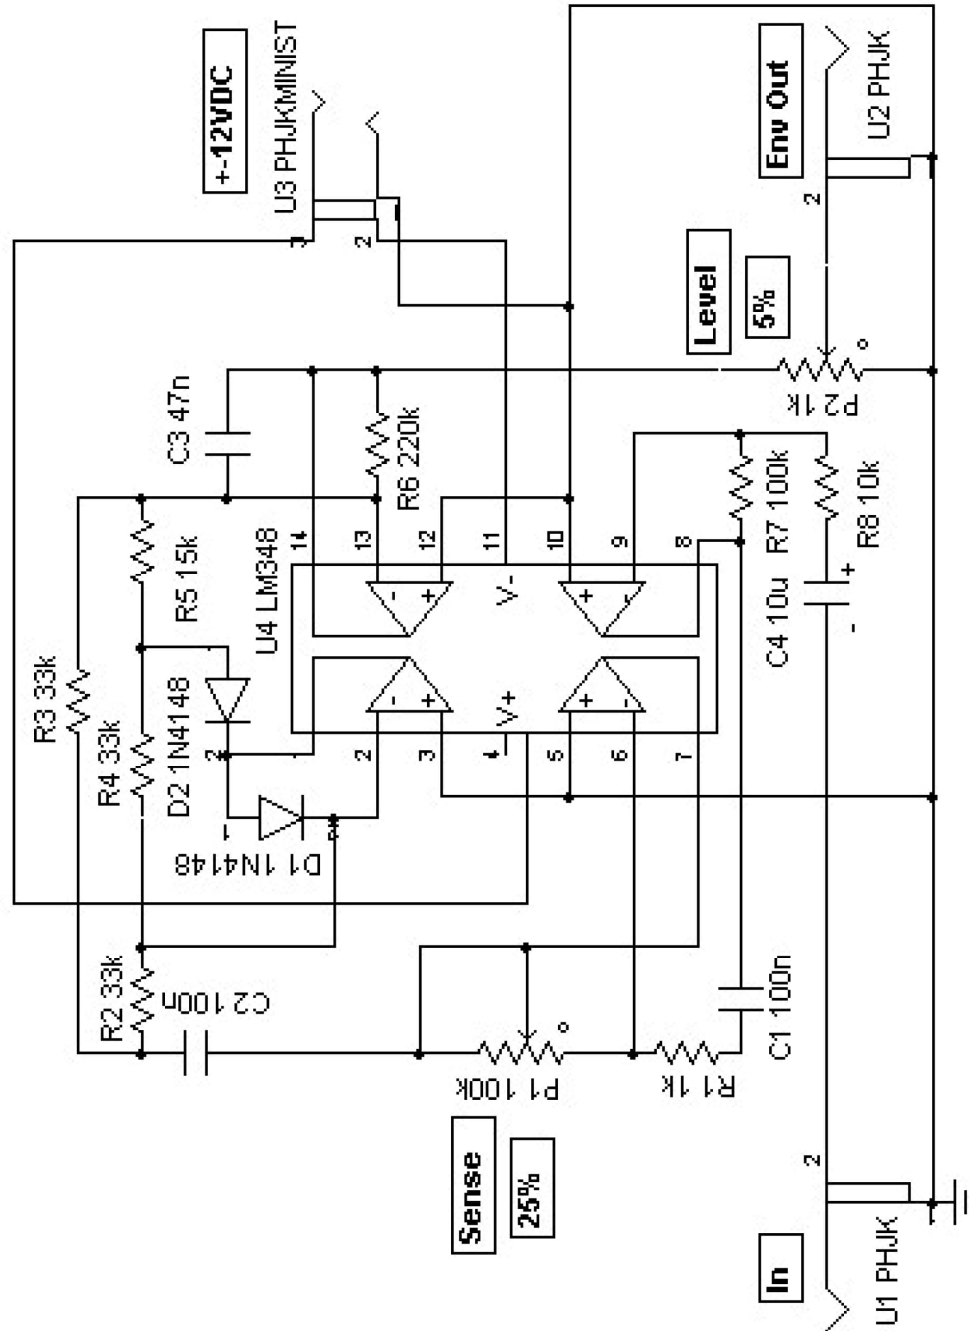 +-12VDC
U3 PHJKMINIST
2
Env Out
U2 PHJK
2
Level
5%
P2 1k
C3 47n
R6 220k
R3 33k
R5 15k
R4 33k
D2 1N4148
2
1
D1 1N4148
U4 LM348
14
13
12
11
10
9
8
2
3
4
5
6
7
-
+
V-
+
-
-
+
V+
+
-
R7 100k
R8 10k
C4 10u
+
-
R2 33k
C2 100n
P1 100k
R1 1k
C1 100n
Sense
25%
In
U1 PHJK
2